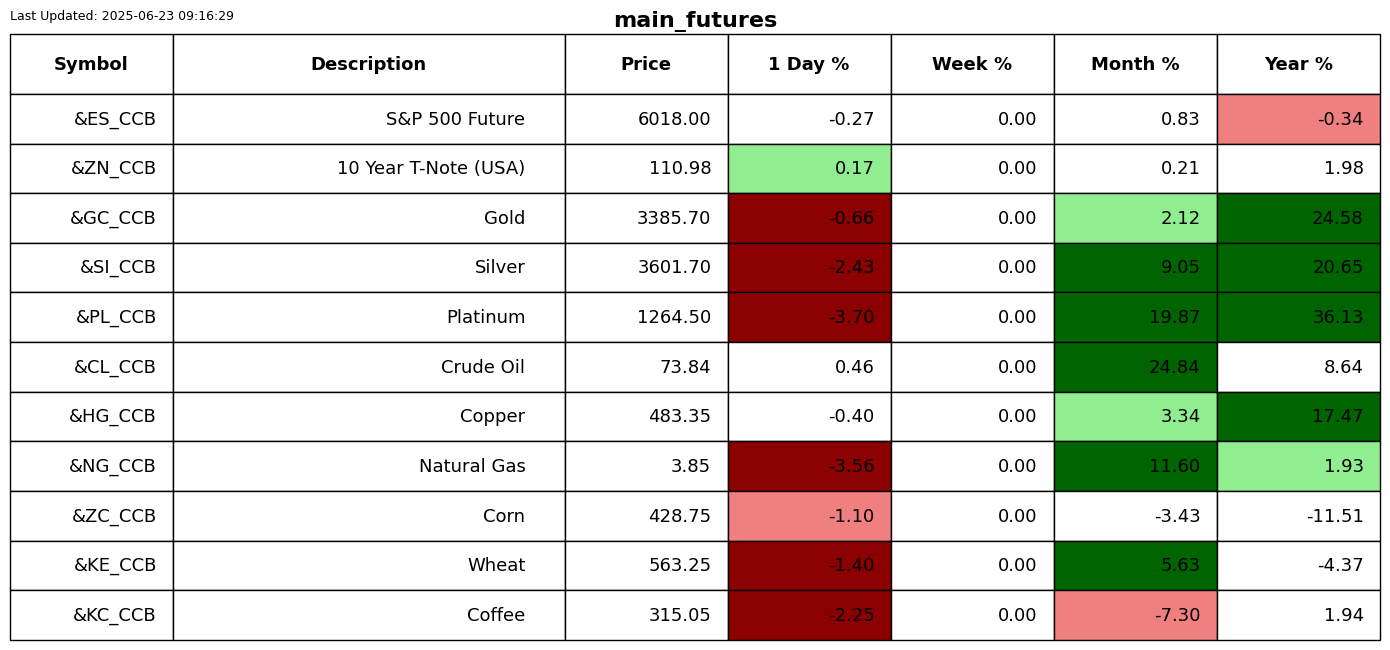 Last Updated: 2025-06-23 09:16:29
main_futures
Symbol Description Price 1 Day % Week % Month % Year %
&ES_CCB S&P 500 Future 6018.00 -0.27 0.00 0.83 -0.34
&ZN_CCB 10 Year T-Note (USA) 110.98 0.17 0.00 0.21 1.98
&GC_CCB Gold 3385.70 -0.66 0.00 2.12 24.58
&SI_CCB Silver 3601.70 -2.43 0.00 9.05 20.65
&PL_CCB Platinum 1264.50 -3.70 0.00 19.87 36.13
&CL_CCB Crude Oil 73.84 0.46 0.00 24.84 8.64
&HG_CCB Copper 483.35 -0.40 0.00 3.34 17.47
&NG_CCB Natural Gas 3.85 -3.56 0.00 11.60 1.93
&ZC_CCB Corn 428.75 -1.10 0.00 -3.43 -11.51
&KE_CCB Wheat 563.25 -1.40 0.00 5.63 -4.37
&KC_CCB Coffee 315.05 -2.25 0.00 -7.30 1.94